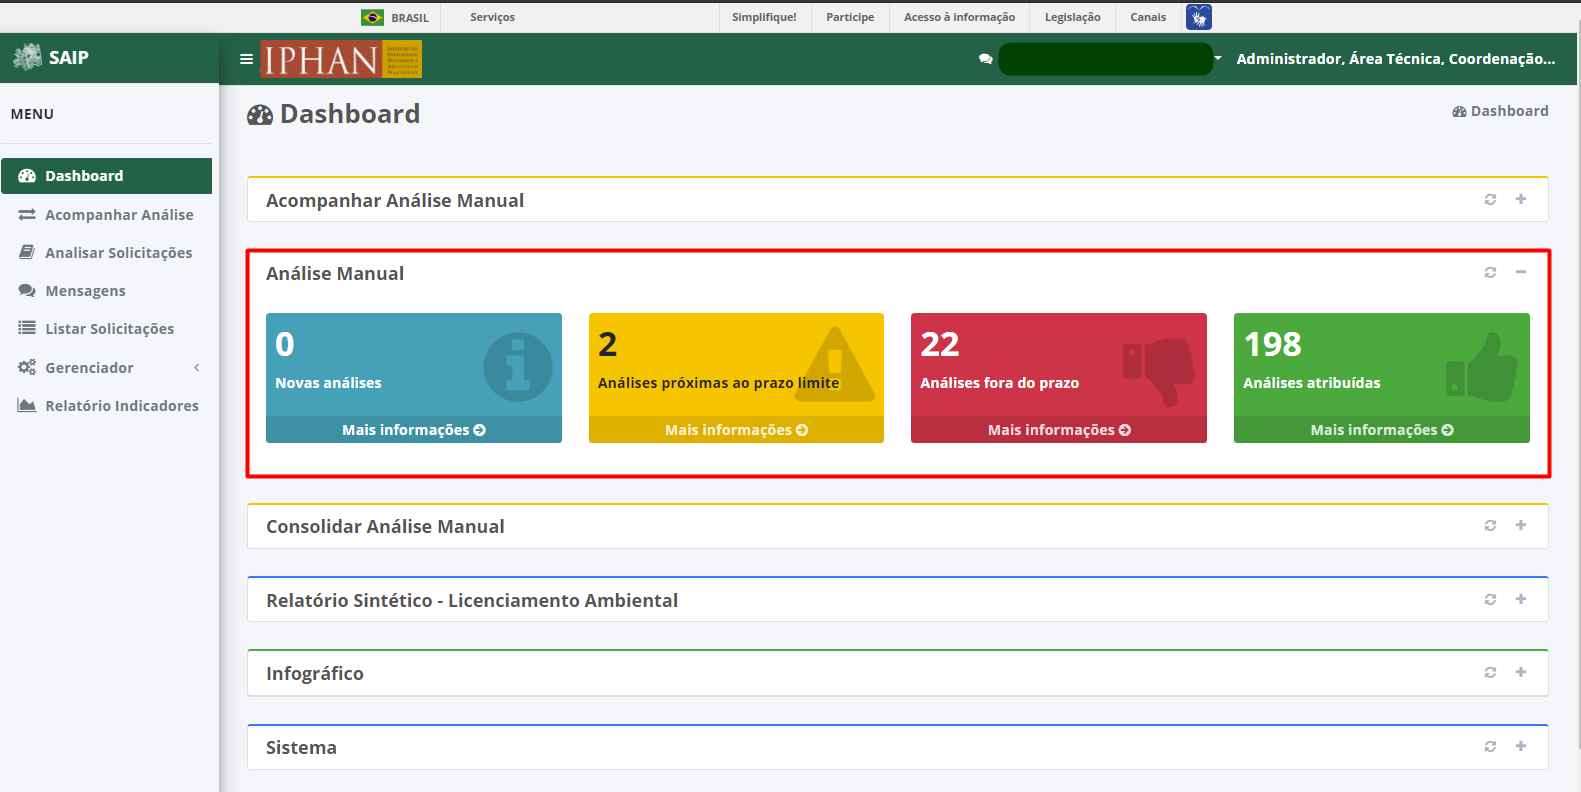 BRASIL
Serviços
Simplifique!
Participe
Acesso à informação
Legislação
Canais
SAIP
IPHAN
Administrador, Área Técnica, Coordenação...
MENU
Dashboard
Acompanhar Análise
Analisar Solicitações
Mensagens
Listar Solicitações
Gerenciador
Relatório Indicadores
Dashboard
Dashboard
Acompanhar Análise Manual
Análise Manual
0
Novas análises
Mais informações
2
Análises próximas ao prazo limite
Mais informações
22
Análises fora do prazo
Mais informações
198
Análises atribuídas
Mais informações
Consolidar Análise Manual
Relatório Sintético - Licenciamento Ambiental
Infográfico
Sistema